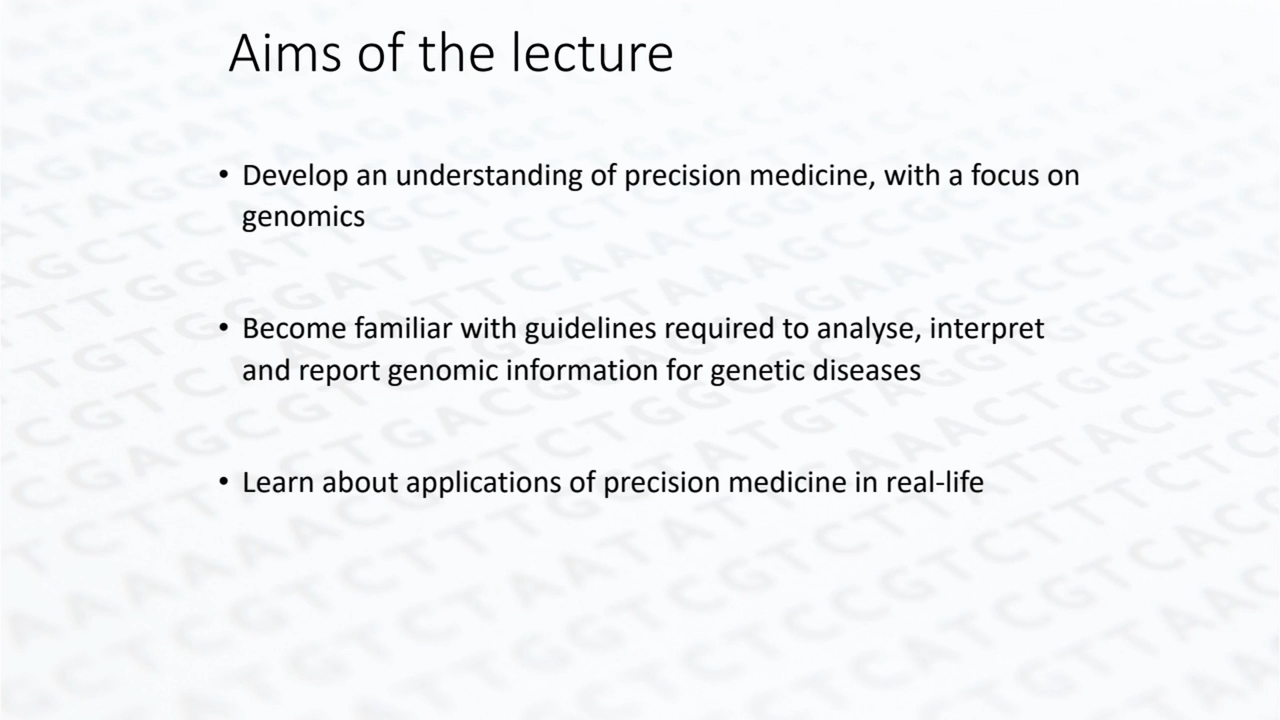 Aims of the lecture
• Develop an understanding of precision medicine, with a focus on
genomics
• Become familiar with guidelines required to analyse, interpret
and report genomic information for genetic diseases
• Learn about applications of precision medicine in real-life